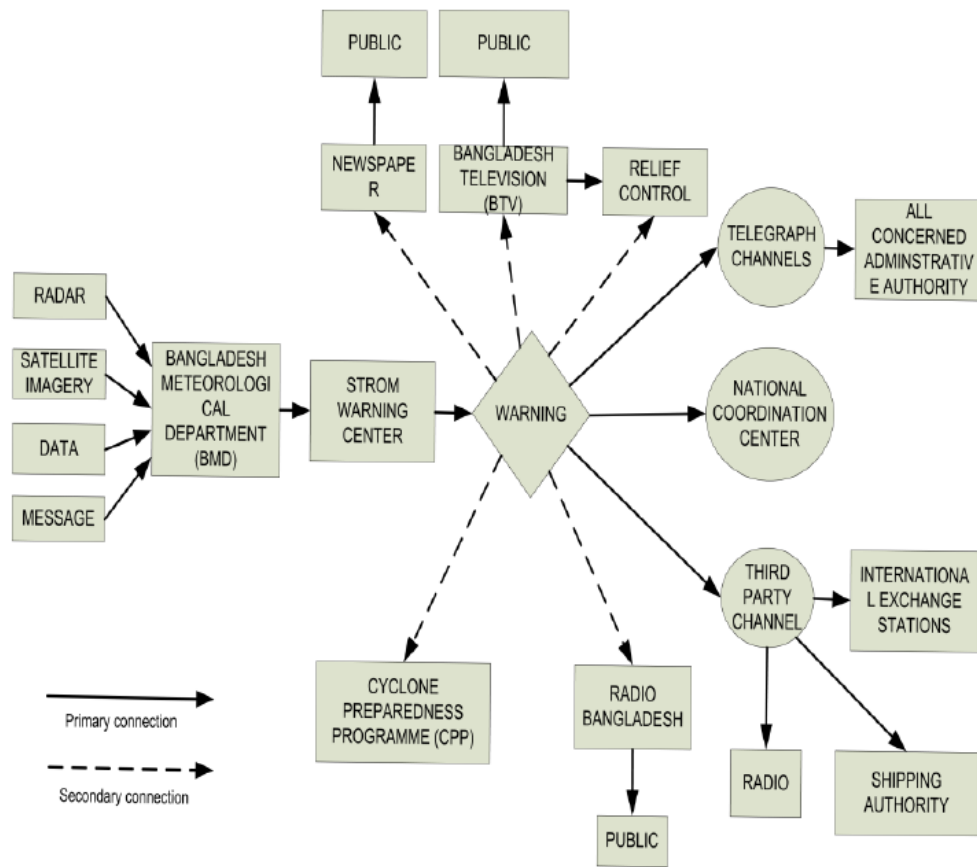 PUBLIC
PUBLIC
NEWSPAPE
R
BANGLADESH
TELEVISION
(BTV)
RELIEF
CONTROL
TELEGRAPH
CHANNELS
ALL
CONCERNED
ADMINSTRATIV
E AUTHORITY
RADAR
SATELLITE
IMAGERY
DATA
MESSAGE
BANGLADESH
METEOROLOGI
CAL
DEPARTMENT
(BMD)
STROM
WARNING
CENTER
WARNING
NATIONAL
COORDINATION
CENTER
THIRD
PARTY
CHANNEL
INTERNATIONA
L EXCHANGE
STATIONS
CYCLONE
PREPAREDNESS
PROGRAMME (CPP)
RADIO
BANGLADESH
PUBLIC
RADIO
SHIPPING
AUTHORITY
Primary connection
Secondary connection